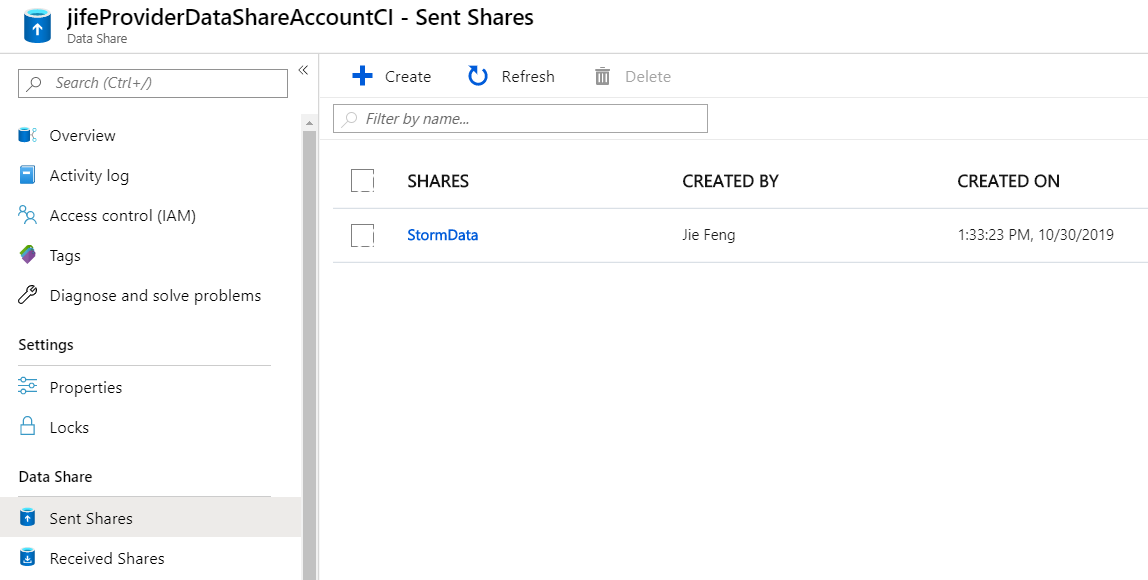 jifeProviderDataShareAccountCI - Sent Shares
Data Share
Search (Ctrl+/)
Overview
Activity log
Access control (IAM)
Tags
Diagnose and solve problems
Settings
Properties
Locks
Data Share
Sent Shares
Received Shares
Create Refresh Delete
Filter by name...
SHARES CREATED BY CREATED ON
StormData Jie Feng 1:33:23 PM, 10/30/2019